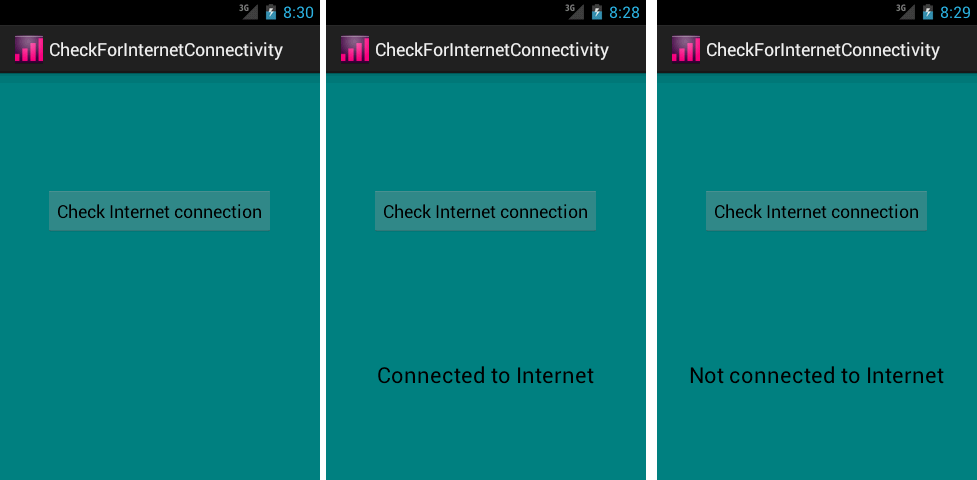 3G 8:30
CheckForInternetConnectivity
Check Internet connection
3G 8:28
CheckForInternetConnectivity
Check Internet connection
Connected to Internet
3G 8:29
CheckForInternetConnectivity
Check Internet connection
Not connected to Internet